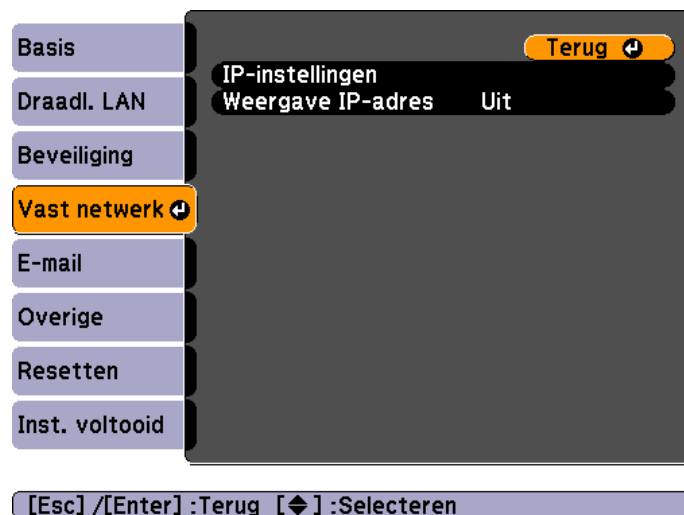 Basis
Draadl. LAN
Beveiliging
Vast netwerk
E-mail
Overige
Resetten
Inst. voltooid
Terug
IP-instellingen
Weergave IP-adres Uit
[Esc] /[Enter] :Terug [◆] :Selecteren